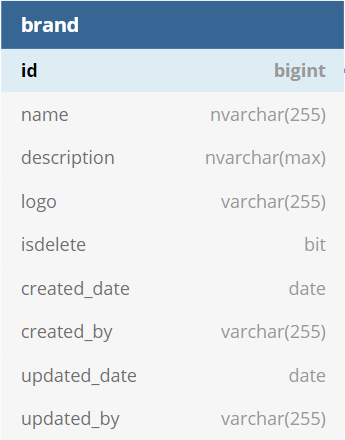 brand
id bigint
name nvarchar(255)
description nvarchar(max)
logo varchar(255)
isdelete bit
created_date date
created_by varchar(255)
updated_date date
updated_by varchar(255)